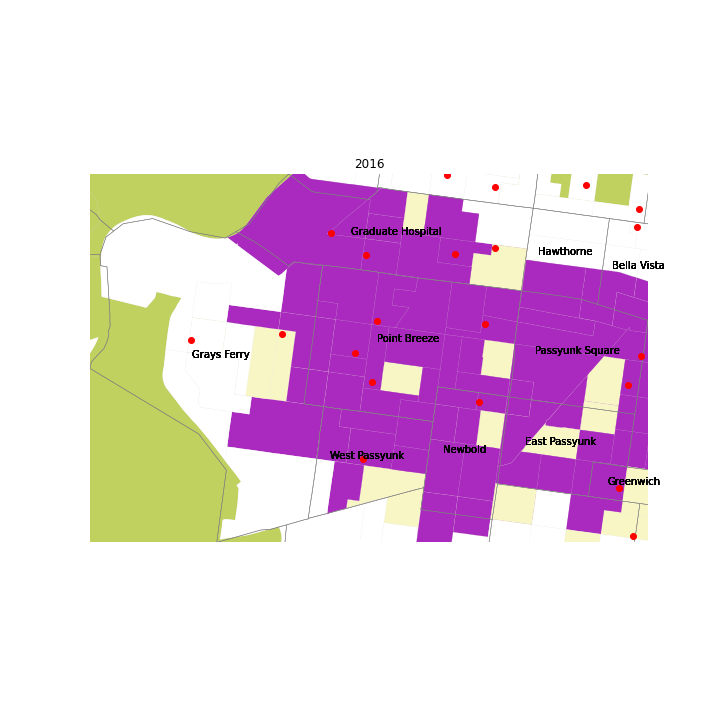 2016
Graduate Hospital
Hawthorne
Bella Vista
Point Breeze
Passyunk Square
Grays Ferry
East Passyunk
Newbold
West Passyunk
Greenwich